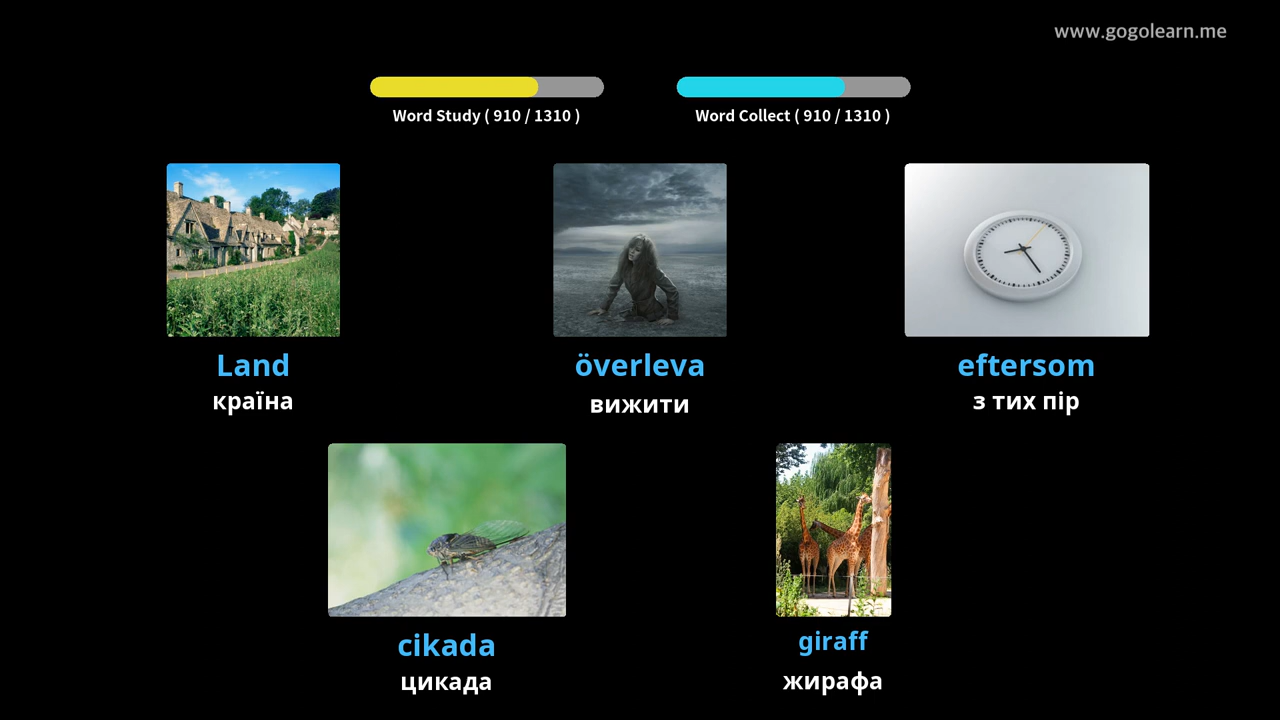 www.gogolearn.me
Word Study ( 910 / 1310 )
Word Collect ( 910 / 1310 )
Land
країна
överleva
вижити
eftersom
з тих пір
cikada
цикада
giraff
жирафа